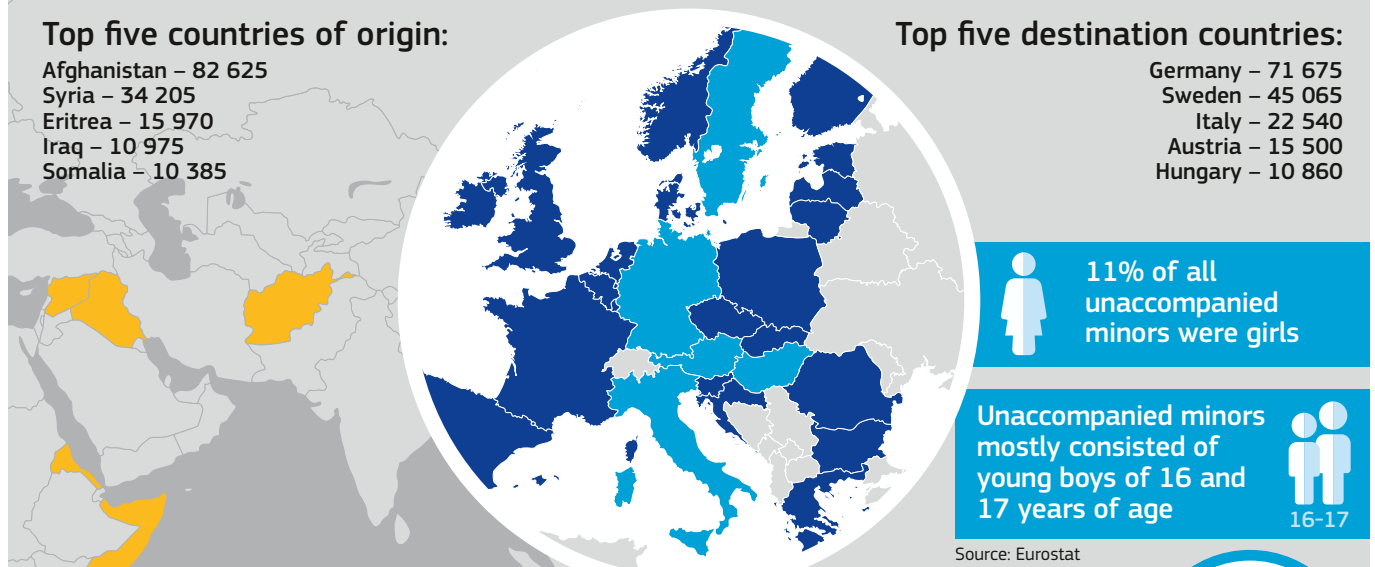 Top five countries of origin:
Afghanistan – 82 625
Syria – 34 205
Eritrea – 15 970
Iraq – 10 975
Somalia – 10 385
Top five destination countries:
Germany – 71 675
Sweden – 45 065
Italy – 22 540
Austria – 15 500
Hungary – 10 860
11% of all
unaccompanied
minors were girls
Unaccompanied minors
mostly consisted of
young boys of 16 and
17 years of age
16-17
Source: Eurostat